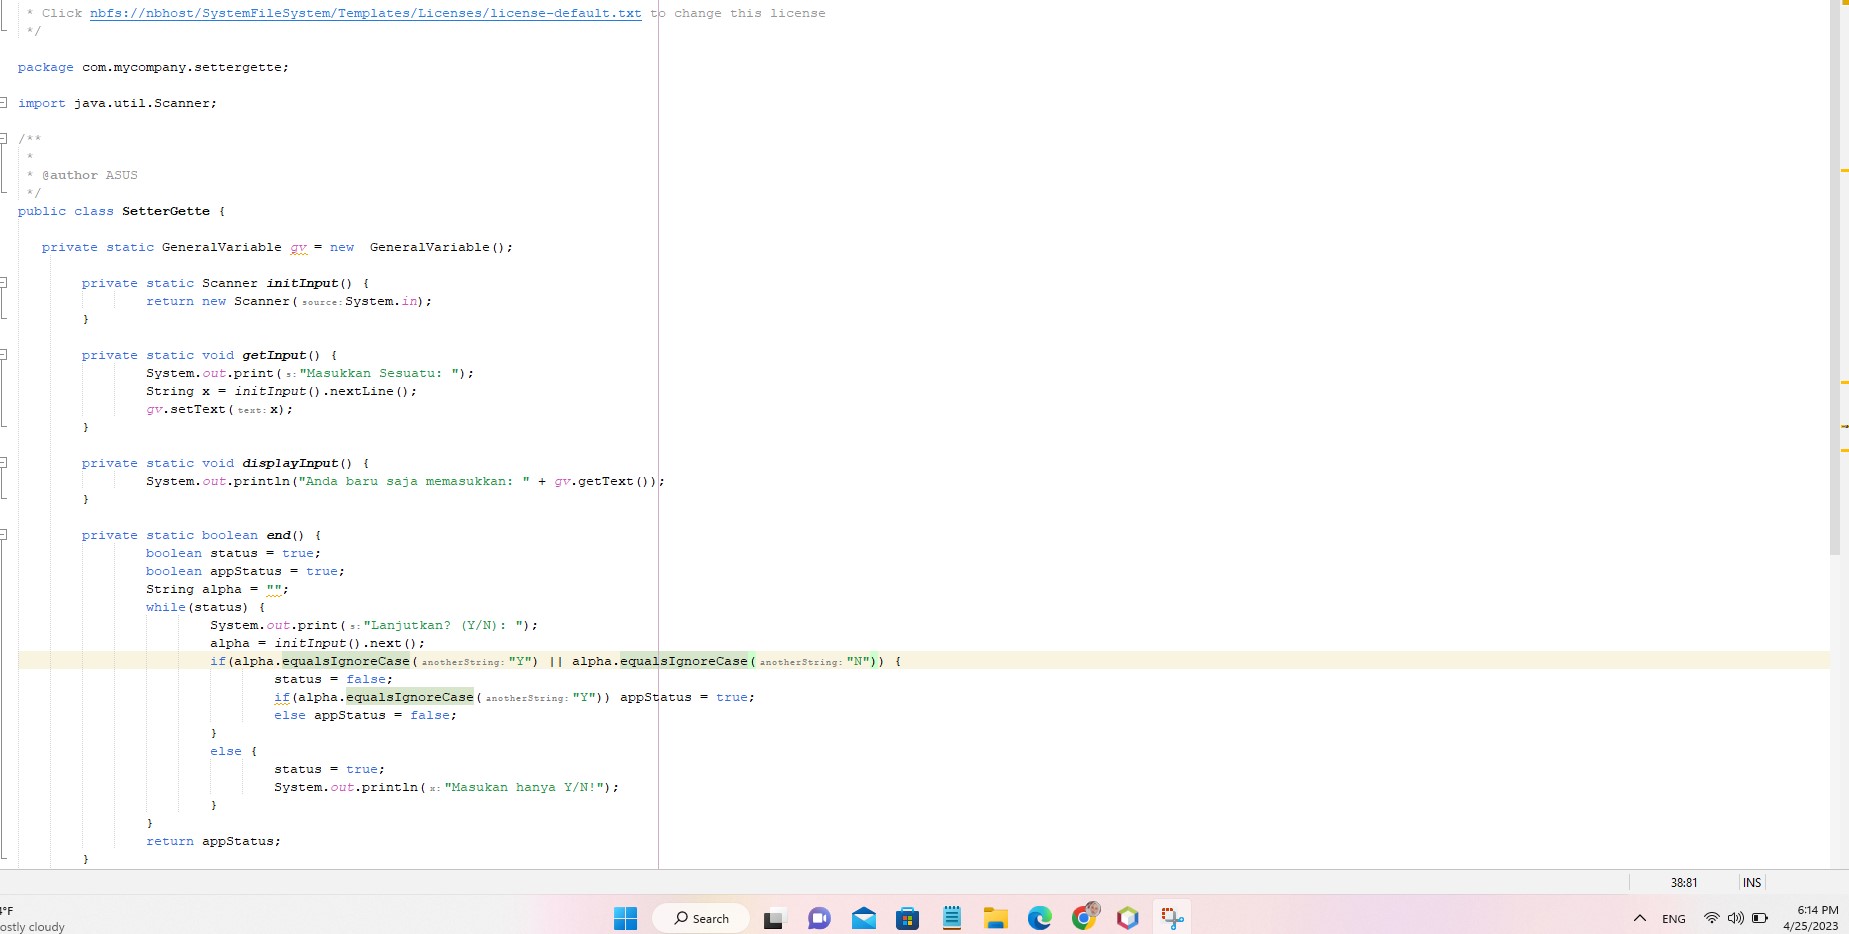 * Click nbfs://nbhost/SystemFileSystem/Templates/Licenses/license-default.txt to change this license
*/
package com.mycompany.settergette;
import java.util.Scanner;
/**
*
* @author ASUS
*/
public class SetterGette {
private static GeneralVariable gv = new  GeneralVariable();
private static Scanner initInput() {
return new Scanner(source:System.in);
}
private static void getInput() {
System.out.print(s:"Masukkan Sesuatu: ");
String x = initInput().nextLine();
gv.setText(text:x);
}
private static void displayInput() {
System.out.println("Anda baru saja memasukkan: " + gv.getText());
}
private static boolean end() {
boolean status = true;
boolean appStatus = true;
String alpha = "";
while(status) {
System.out.print(s:"Lanjutkan? (Y/N): ");
alpha = initInput().next();
if(alpha.equalsIgnoreCase(anotherString:"Y") || alpha.equalsIgnoreCase(anotherString:"N")) {
status = false;
if(alpha.equalsIgnoreCase(anotherString:"Y")) appStatus = true;
else appStatus = false;
}
else {
status = true;
System.out.println(x:"Masukan hanya Y/N!");
}
}
return appStatus;
}
38:81 INS
°F
ostly cloudy
Search
ENG
6:14 PM
4/25/2023